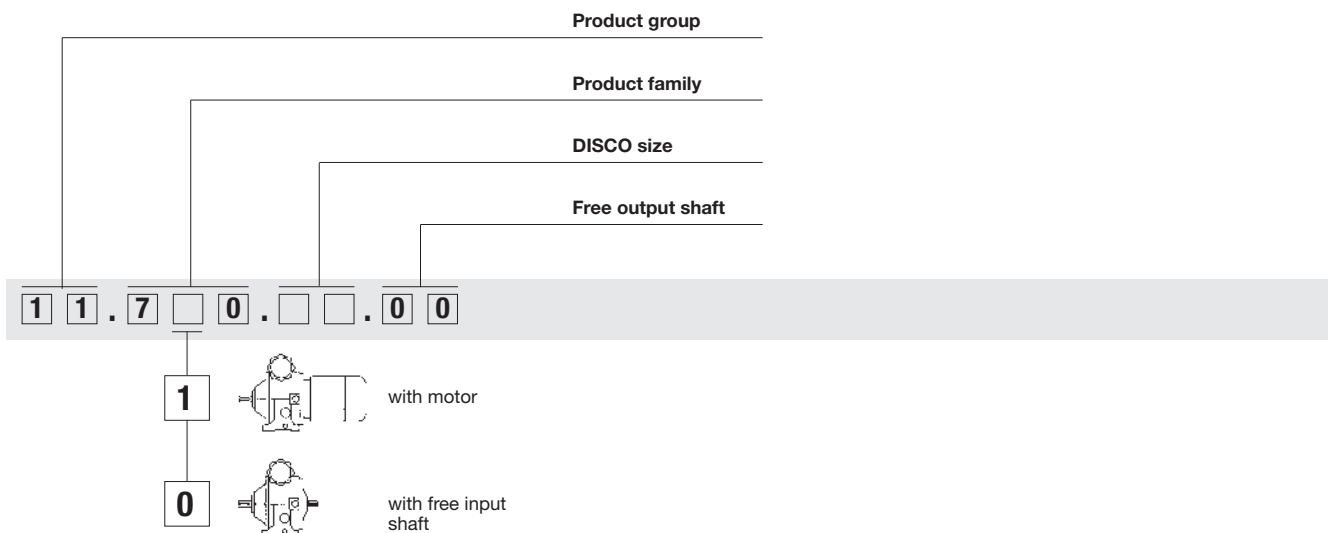 Product group
Product family
DISCO size
Free output shaft
1 1 . 7 0 . . 0 0
1
with motor
0
with free input
shaft